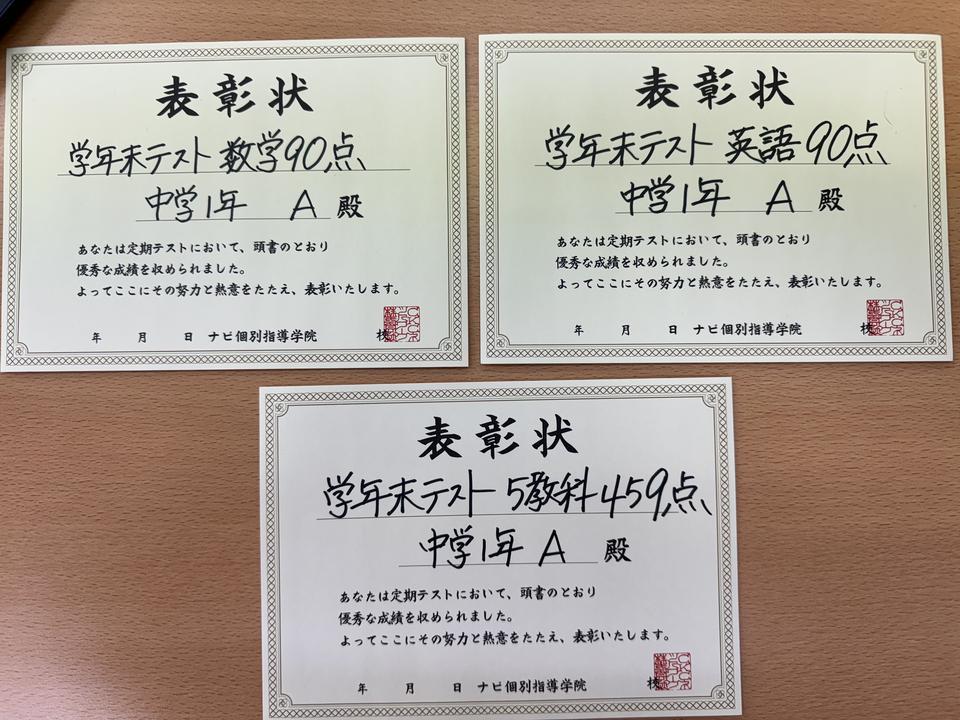 表彰状
学年末テスト 数学90点
中学1年 A 殿
あなたは定期テストにおいて、頭書のとおり
優秀な成績を収められました。
よってここにその努力と熱意をたたえ、表彰いたします。
年 月 日 ナビ個別指導学院
表彰状
学年末テスト 英語90点
中学1年 A 殿
あなたは定期テストにおいて、頭書のとおり
優秀な成績を収められました。
よってここにその努力と熱意をたたえ、表彰いたします。
年 月 日 ナビ個別指導学院
表彰状
学年末テスト 5教科459点
中学1年 A 殿
あなたは定期テストにおいて、頭書のとおり
優秀な成績を収められました。
よってここにその努力と熱意をたたえ、表彰いたします。
年 月 日 ナビ個別指導学院